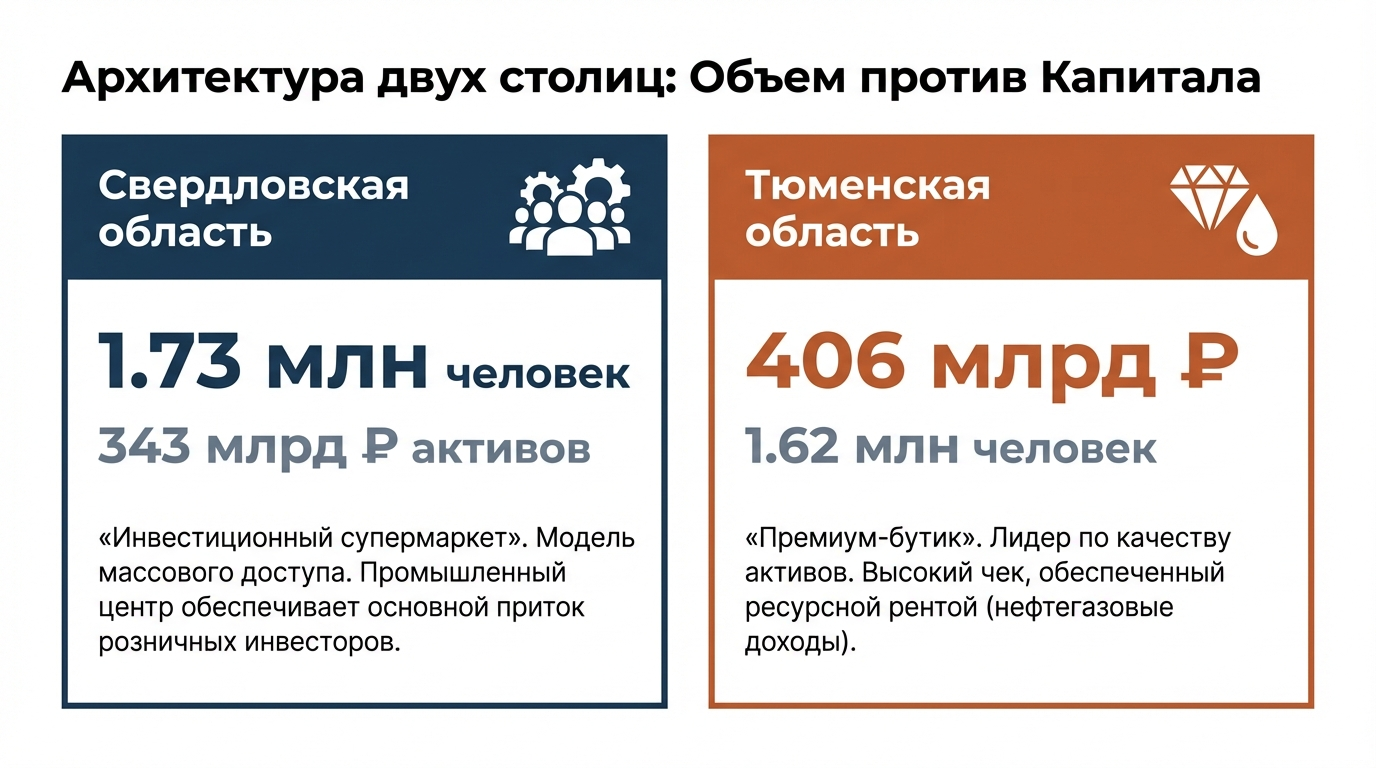 Архитектура двух столиц: Объем против Капитала
Свердловская
область
1.73 млн человек
343 млрд ₽ активов
«Инвестиционный супермаркет». Модель
массового доступа. Промышленный
центр обеспечивает основной приток
розничных инвесторов.
Тюменская
область
406 млрд ₽
1.62 млн человек
«Премиум-бутик». Лидер по качеству
активов. Высокий чек, обеспеченный
ресурсной рентой (нефтегазовые
доходы).